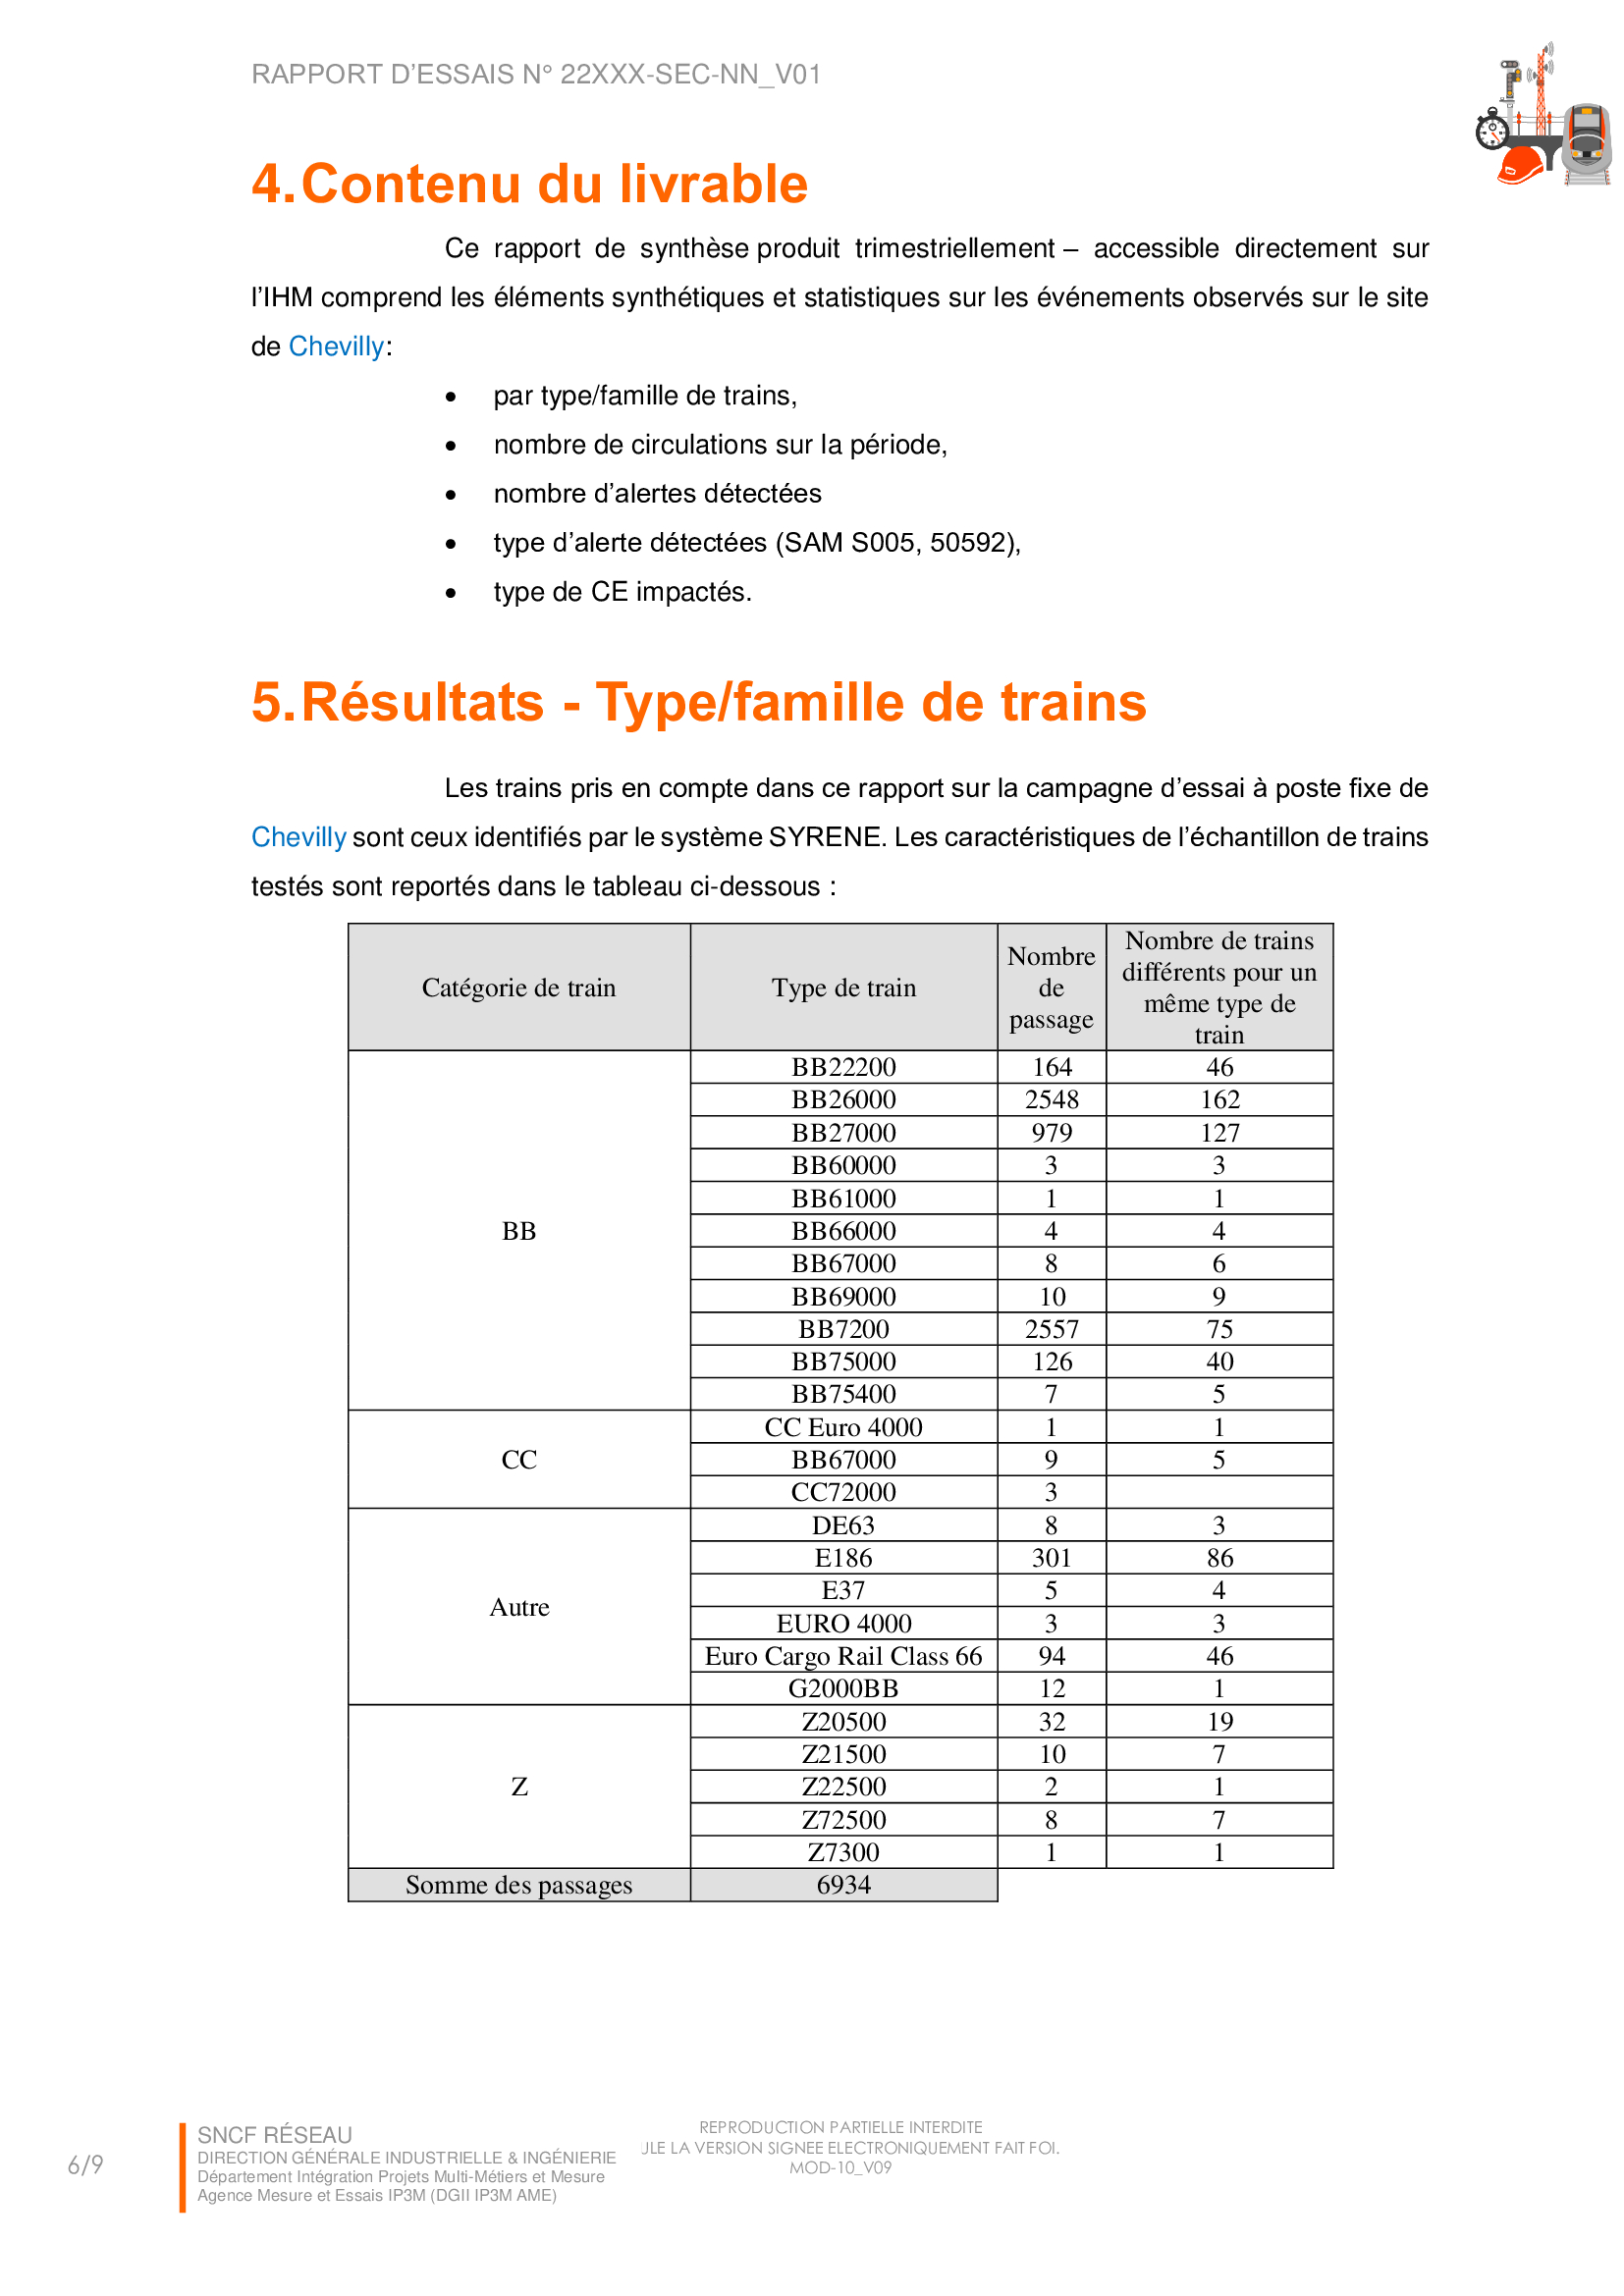 RAPPORT D’ESSAIS N° 22XXX-SEC-NN_V01
4. Contenu du livrable
Ce rapport de synthèse produit trimestriellement – accessible directement sur
l’IHM comprend les éléments synthétiques et statistiques sur les événements observés sur le site
de Chevilly:
• par type/famille de trains,
• nombre de circulations sur la période,
• nombre d’alertes détectées
• type d’alerte détectées (SAM S005, 50592),
• type de CE impactés.
5. Résultats - Type/famille de trains
Les trains pris en compte dans ce rapport sur la campagne d’essai à poste fixe de
Chevilly sont ceux identifiés par le système SYRENE. Les caractéristiques de l’échantillon de trains
testés sont reportés dans le tableau ci-dessous :
Catégorie de train Type de train Nombre de passage Nombre de trains différents pour un même type de train
BB
BB22200 164 46
BB26000 2548 162
BB27000 979 127
BB60000 3 3
BB61000 1 1
BB66000 4 4
BB67000 8 6
BB69000 10 9
BB7200 2557 75
BB75000 126 40
BB75400 7 5
CC
CC Euro 4000 1 1
BB67000 9 5
CC72000 3
Autre
DE63 8 3
E186 301 86
E37 5 4
EURO 4000 3 3
Euro Cargo Rail Class 66 94 46
G2000BB 12 1
Z
Z20500 32 19
Z21500 10 7
Z22500 2 1
Z72500 8 7
Z7300 1 1
Somme des passages 6934
6/9
SNCF RÉSEAU
DIRECTION GÉNÉRALE INDUSTRIELLE & INGÉNIERIE
Département Intégration Projets Multi-Métiers et Mesure
Agence Mesure et Essais IP3M (DGII IP3M AME)
REPRODUCTION PARTIELLE INTERDITE
ULE LA VERSION SIGNEE ELECTRONIQUEMENT FAIT FOI.
MOD-10_V09